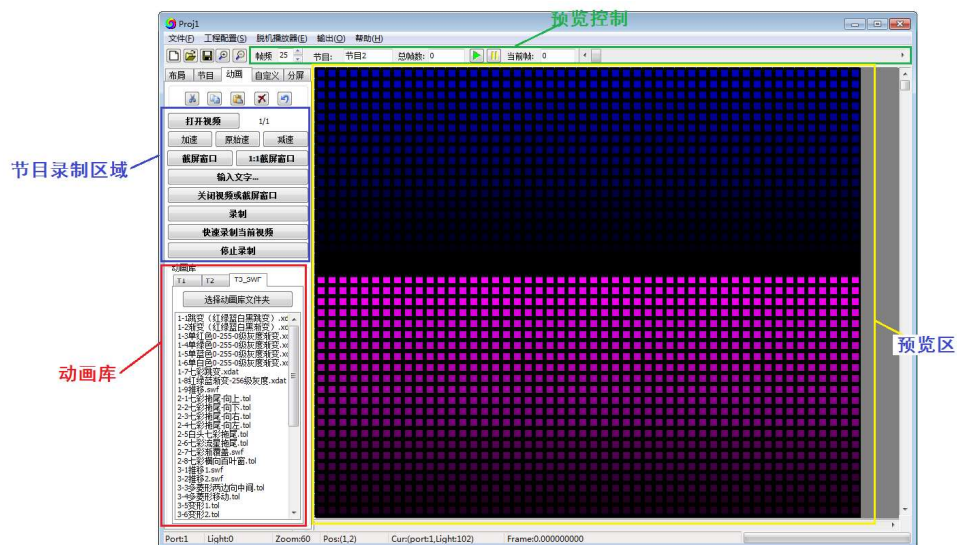 预览控制
Proj1
文件(F) 工程配置(S) 脱机播放器(E) 输出(O) 帮助(H)
帧频 25 节目: 节目2 总帧数: 0 当前帧: 0
布局 节目 动画 自定义 分屏
打开视频 1/1
加速 原始速 减速
截屏窗口 1:1截屏窗口
节目录制区域
输入文字...
关闭视频或截屏窗口
录制
快速录制当前视频
停止录制
动画库
T1 T2 T3_SWF
选择动画库文件夹
1-1跳变（红绿蓝白黑跳变）.xc
1-2渐变（红绿蓝白黑渐变）.xc
1-3单红色0-255-0级灰度渐变.xc
1-4单绿色0-255-0级灰度渐变.xc
1-5单蓝色0-255-0级灰度渐变.xc
1-6单白色0-255-0级灰度渐变.xc
预览区
1-7七彩跳变.xdat
动画库
1-8红绿蓝渐变-256级灰度.xdat
1-9推移.swf
2-1七彩拖尾-向上.tol
2-2七彩拖尾-向下.tol
2-3七彩拖尾-向右.tol
2-4七彩拖尾-向左.tol
2-5白头七彩拖尾.tol
2-6七彩流星拖尾.tol
2-7七彩渐覆盖.swf
2-8七彩横向百叶窗.tol
3-1推移1.swf
3-2推移2.swf
3-3多菱形两边向中间.tol
3-4多菱形移动.tol
3-5变形1.tol
3-6变形2.tol
Port:1 Light:0 Zoom:60 Pos:(1,2) Cur:(port:1,Light:102) Frame:0.000000000